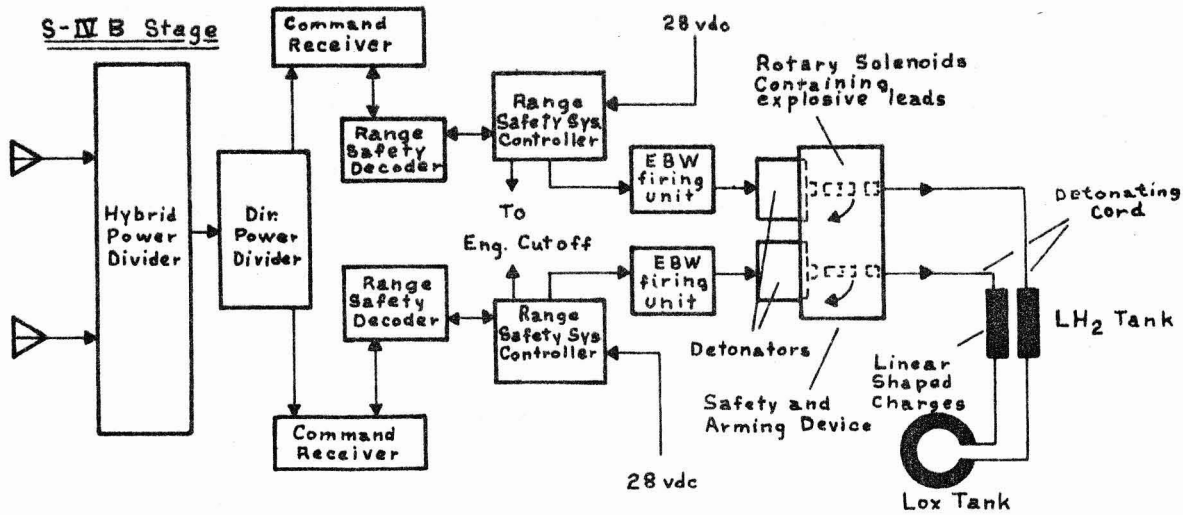 S-IVB Stage
Command
Receiver
28 vdc
Rotary Solenoids
Containing
explosive leads
Range
Safety Sys.
Controller
Range
Safety
Decoder
EBW
firing
unit
Detonating
Cord
To
Hybrid
Power
Divider
Dir.
Power
Divider
Eng. Cutoff
Range
Safety
Decoder
EBW
firing
Unit
Range
Safety Sys
Controller
LH2 Tank
Detonators
Linear
Shaped
Charges
Safety and
Arming Device
Command
Receiver
28 vdc
Lox Tank